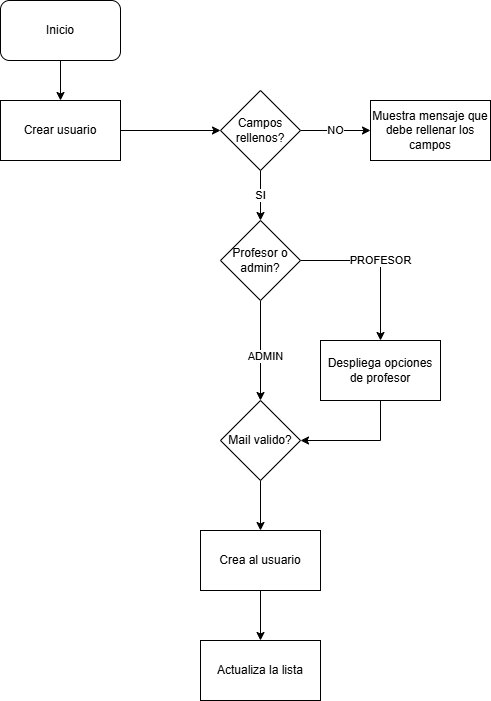 Inicio
Crear usuario
Campos
rellenos?
NO
Muestra mensaje que
debe rellenar los
campos
SI
Profesor o
admin?
PROFESOR
ADMIN
Despliega opciones
de profesor
Mail valido?
Crea al usuario
Actualiza la lista